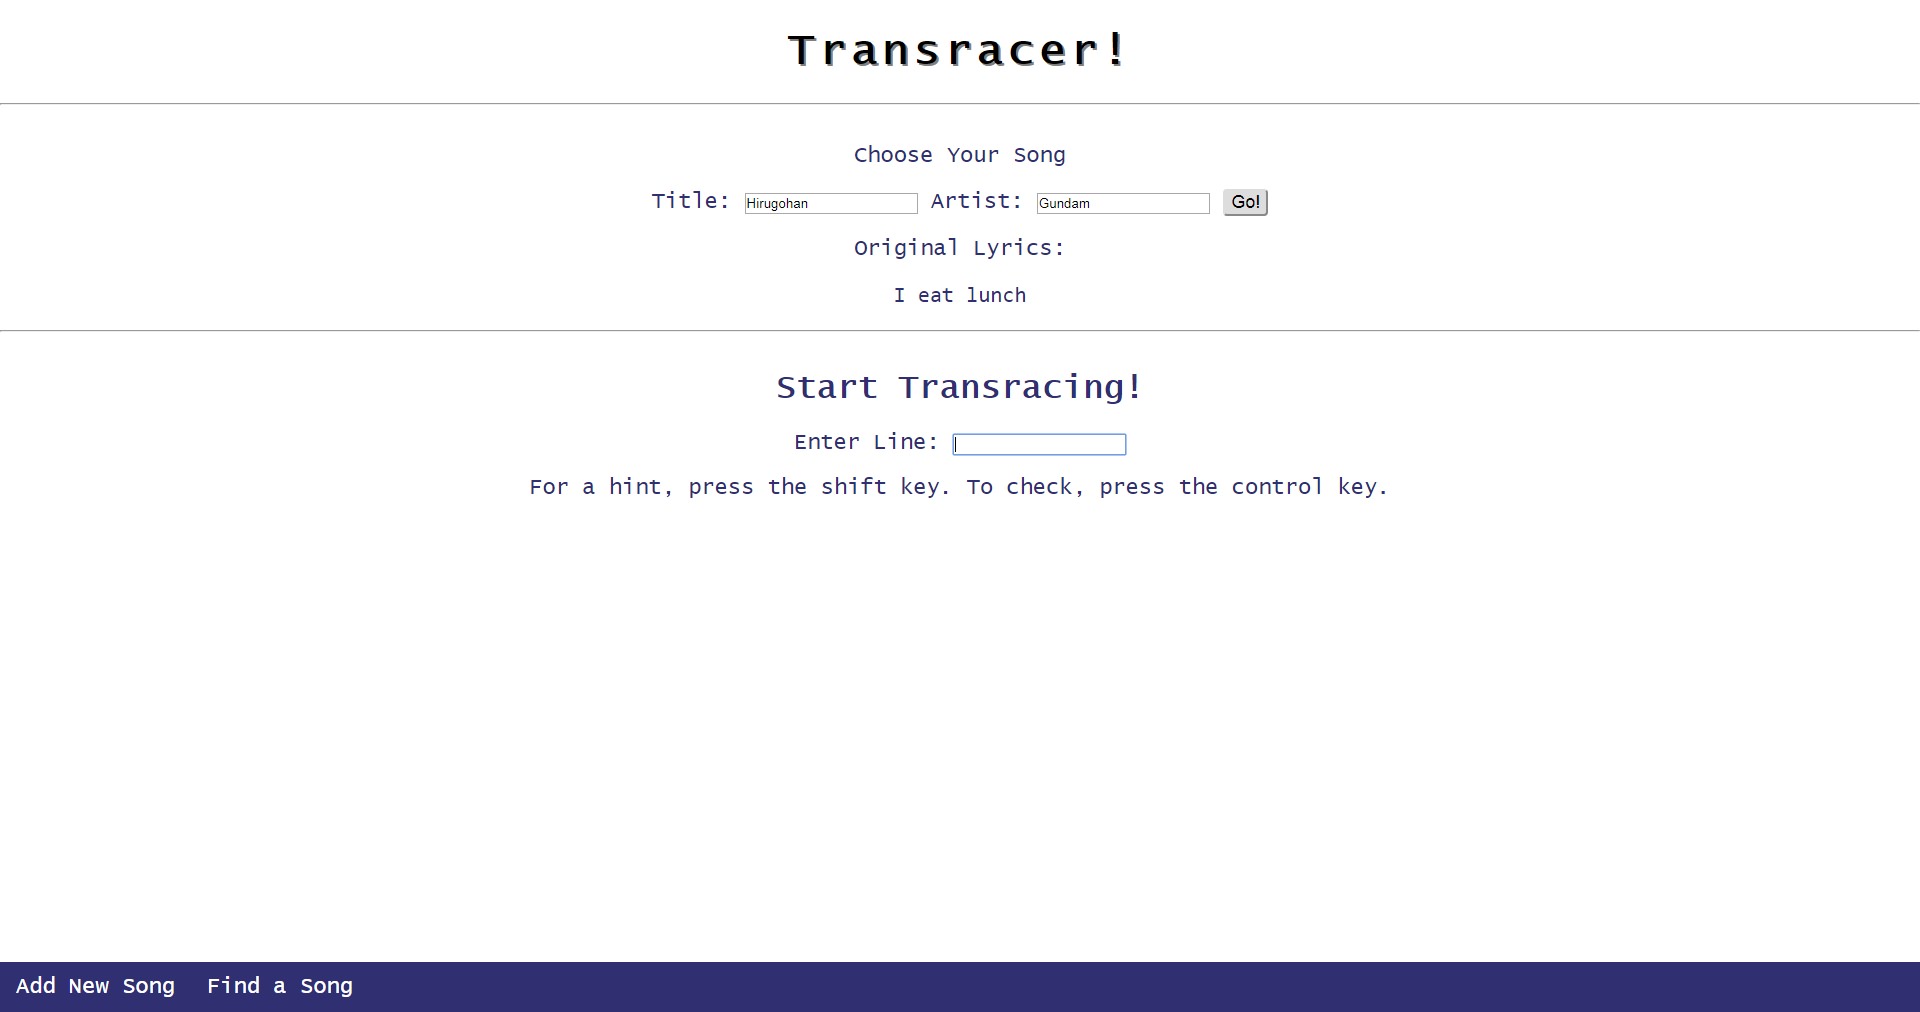 Transracer!
Choose Your Song
Title: Hirugohan Artist: Gundam Go!
Original Lyrics:
I eat lunch
Start Transracing!
Enter Line:
For a hint, press the shift key. To check, press the control key.
Add New Song Find a Song